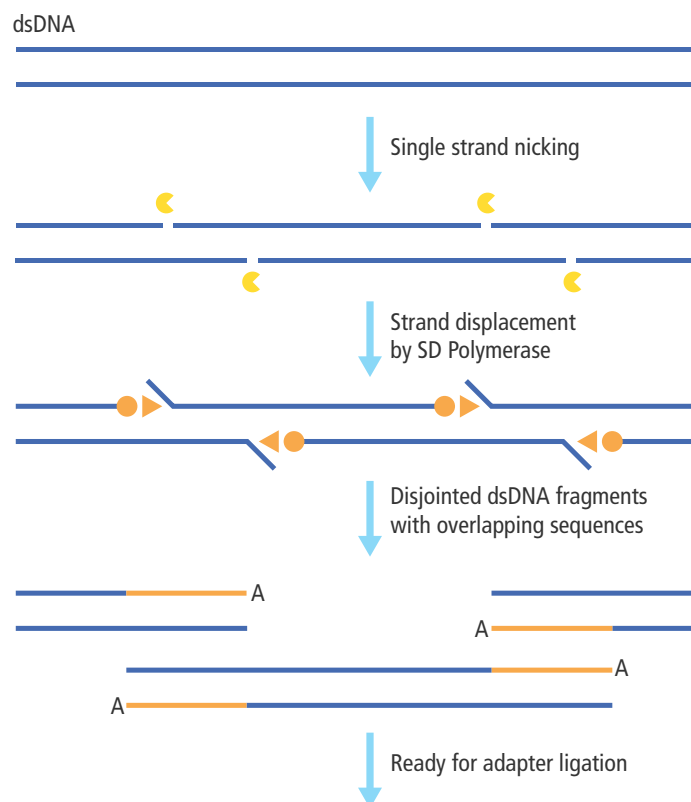 dsDNA
Single strand nicking
Strand displacement
by SD Polymerase
Disjointed dsDNA fragments
with overlapping sequences
A
A
A
A
Ready for adapter ligation